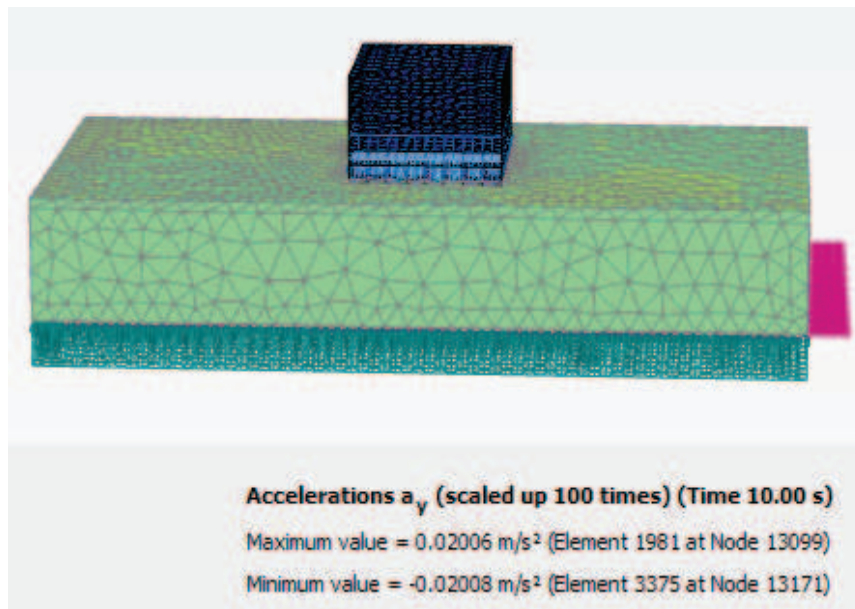 Accelerations a_y (scaled up 100 times) (Time 10.00 s)
Maximum value = 0.02006 m/s² (Element 1981 at Node 13099)
Minimum value = -0.02008 m/s² (Element 3375 at Node 13171)